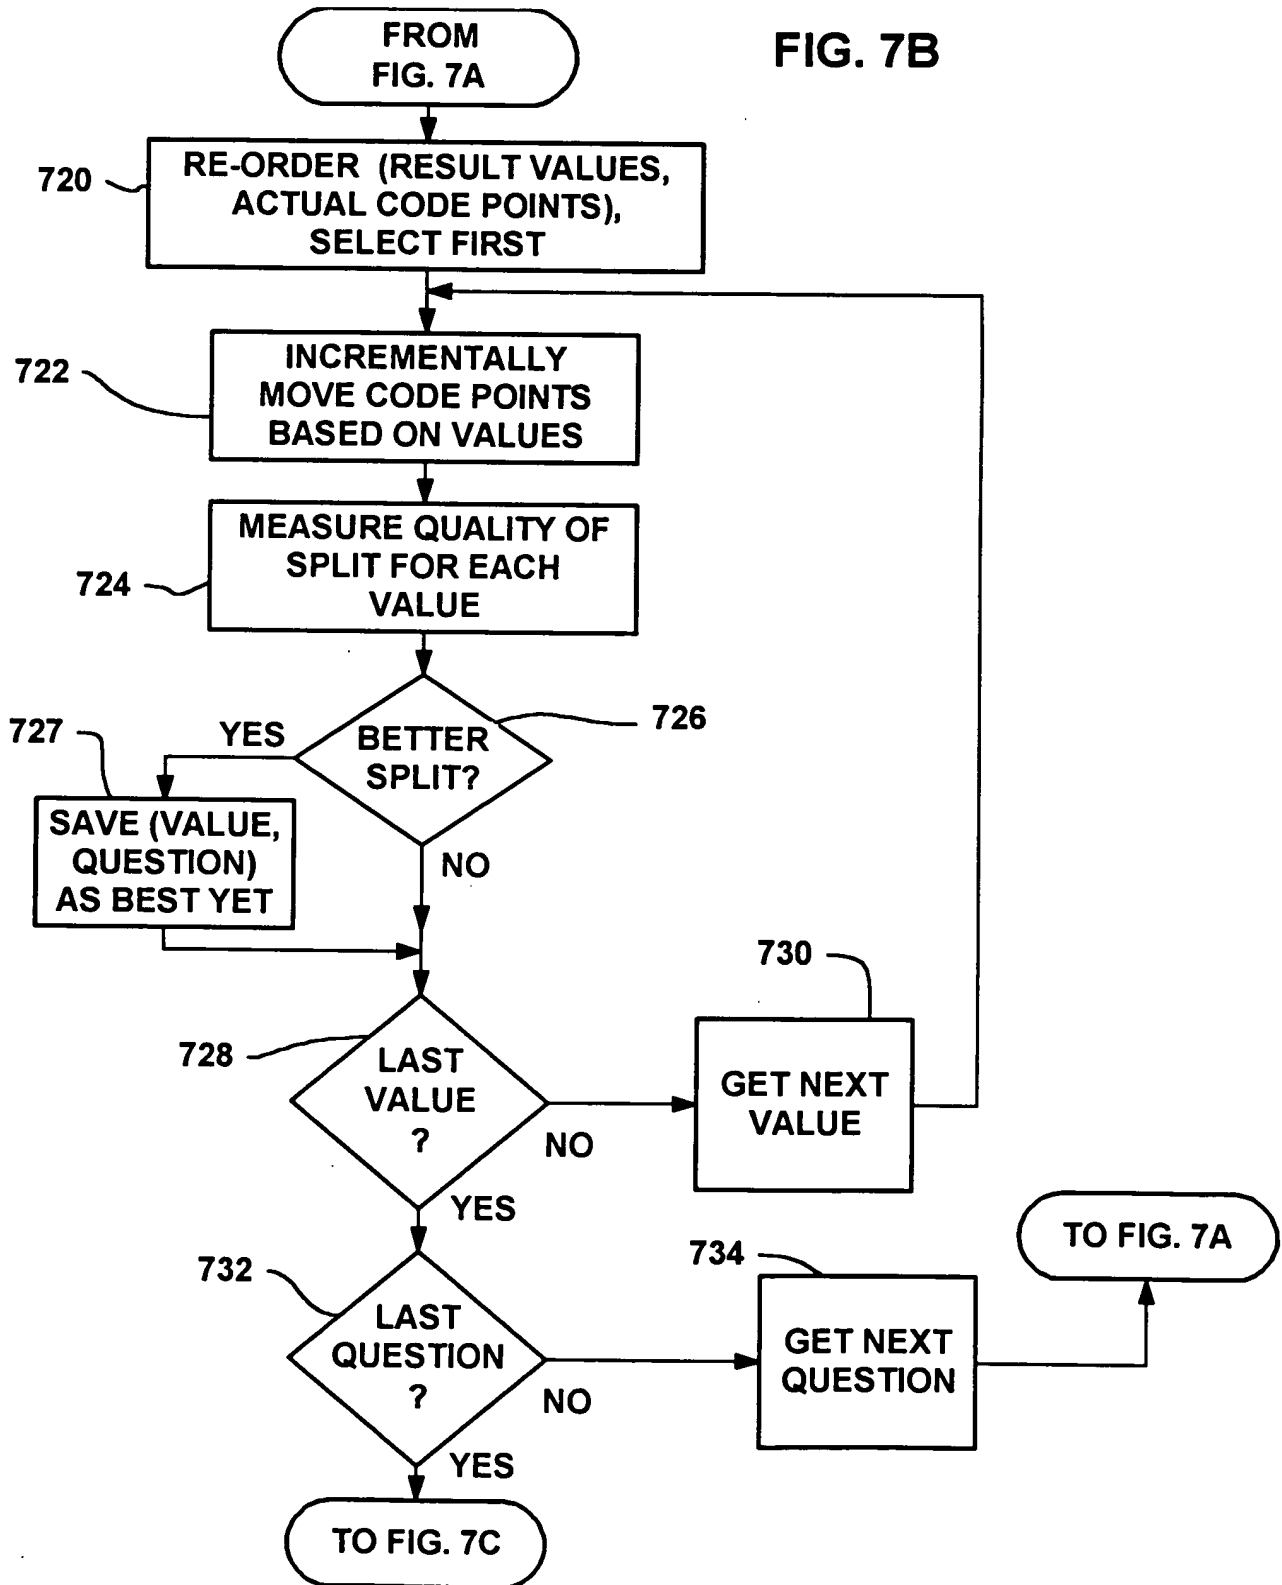 FROM
FIG. 7A
FIG. 7B
720
RE-ORDER (RESULT VALUES,
ACTUAL CODE POINTS),
SELECT FIRST
722
INCREMENTALLY
MOVE CODE POINTS
BASED ON VALUES
724
MEASURE QUALITY OF
SPLIT FOR EACH
VALUE
726
BETTER
SPLIT?
YES
NO
727
SAVE (VALUE,
QUESTION)
AS BEST YET
728
LAST
VALUE
?
NO
YES
730
GET NEXT
VALUE
732
LAST
QUESTION
?
NO
YES
734
GET NEXT
QUESTION
TO FIG. 7A
TO FIG. 7C